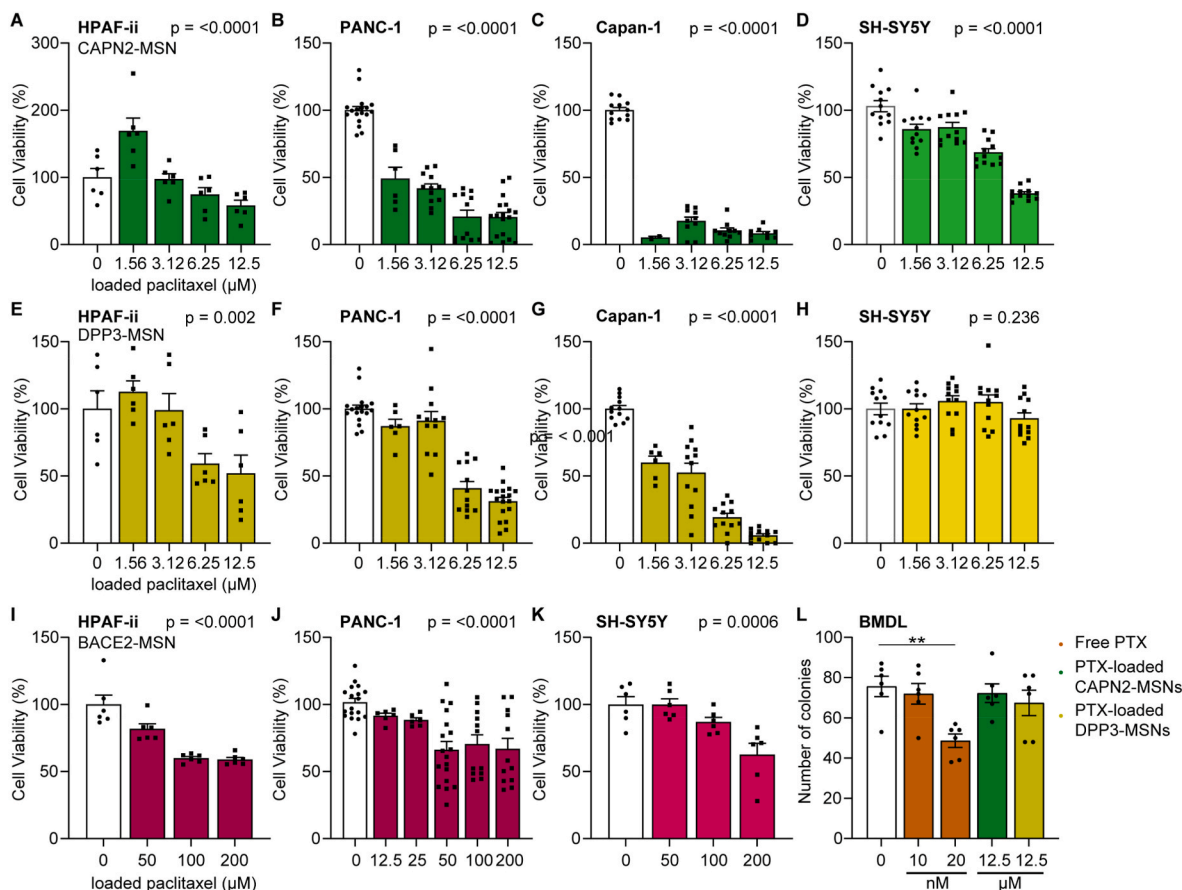 A HPAF-ii p = <0.0001
CAPN2-MSN
Cell Viability (%)
300
200
100
0
0 1.56 3.12 6.25 12.5
loaded paclitaxel (µM)
B PANC-1 p = <0.0001
Cell Viability (%)
150
100
50
0
0 1.56 3.12 6.25 12.5
C Capan-1 p = <0.0001
Cell Viability (%)
150
100
50
0
0 1.56 3.12 6.25 12.5
D SH-SY5Y p = <0.0001
Cell Viability (%)
150
100
50
0
0 1.56 3.12 6.25 12.5
E HPAF-ii p = 0.002
DPP3-MSN
Cell Viability (%)
150
100
50
0
0 1.56 3.12 6.25 12.5
loaded paclitaxel (µM)
F PANC-1 p = <0.0001
Cell Viability (%)
150
100
50
0
0 1.56 3.12 6.25 12.5
G Capan-1 p = <0.0001
p = < 0.001
Cell Viability (%)
150
100
50
0
0 1.56 3.12 6.25 12.5
H SH-SY5Y p = 0.236
Cell Viability (%)
150
100
50
0
0 1.56 3.12 6.25 12.5
I HPAF-ii p = <0.0001
BACE2-MSN
Cell Viability (%)
150
100
50
0
0 50 100 200
loaded paclitaxel (µM)
J PANC-1 p = <0.0001
Cell Viability (%)
150
100
50
0
0 12.5 25 50 100 200
K SH-SY5Y p = 0.0006
Cell Viability (%)
150
100
50
0
0 50 100 200
L BMDL
**
Number of colonies
100
80
60
40
20
0
0 10 20 12.5 12.5
nM µM
Free PTX
PTX-loaded
CAPN2-MSNs
PTX-loaded
DPP3-MSNs